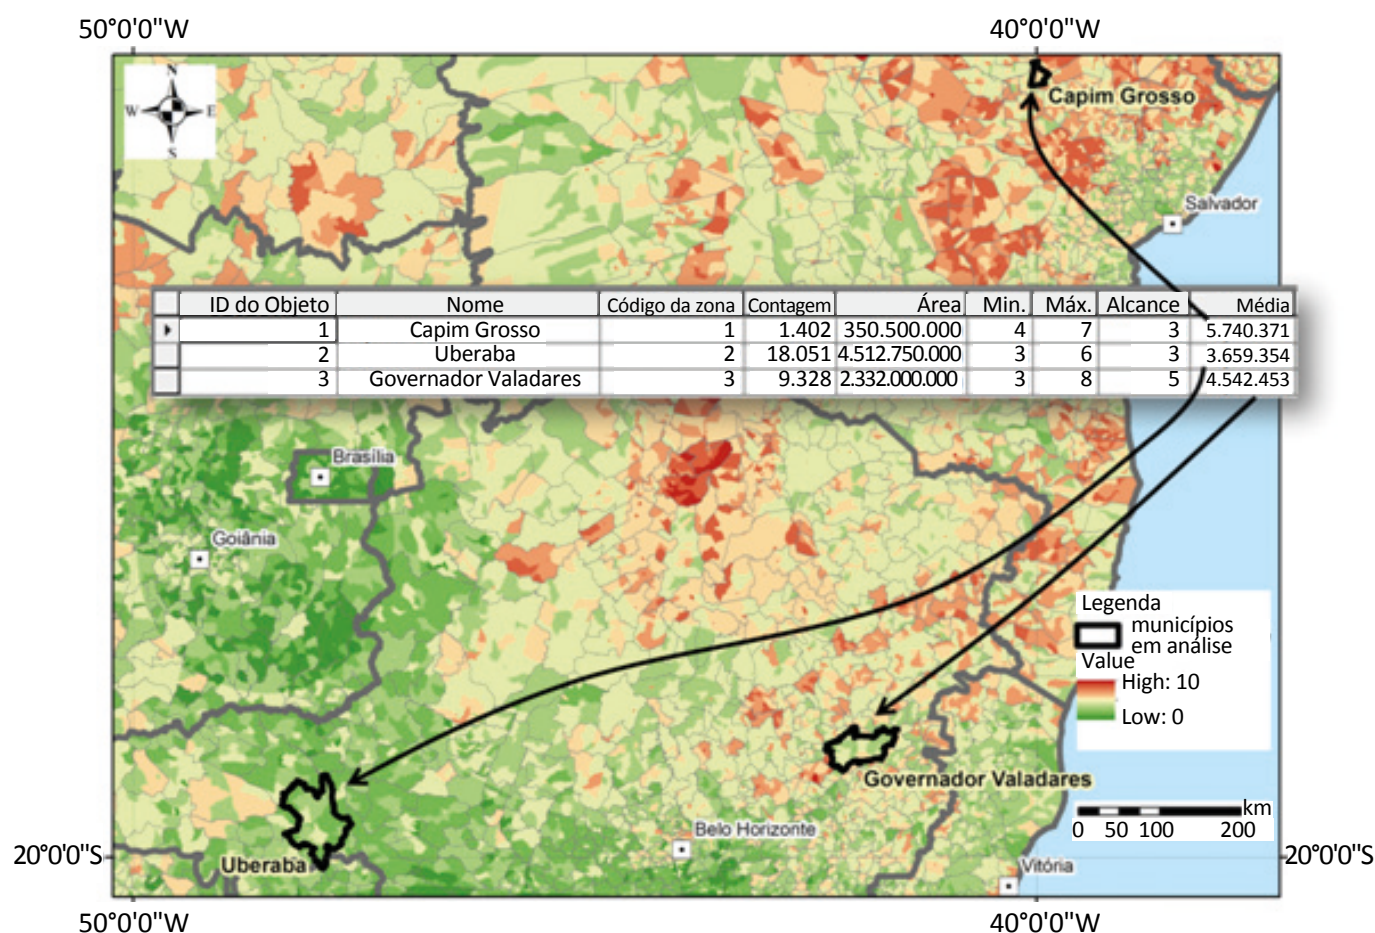 50°0'0"W 40°0'0"W
N
W E
S
Capim Grosso
Salvador
ID do Objeto Nome Código da zona Contagem Área Min. Máx. Alcance Média
1 Capim Grosso 1 1.402 350.500.000 4 7 3 5.740.371
2 Uberaba 2 18.051 4.512.750.000 3 6 3 3.659.354
3 Governador Valadares 3 9.328 2.332.000.000 3 8 5 4.542.453
Brasília
Goiânia
Legenda
municípios
em análise
Value
High: 10
Low: 0
Governador Valadares
km
0 50 100 200
Belo Horizonte
20°0'0"S 20°0'0"S
Uberaba
Vitória
50°0'0"W 40°0'0"W